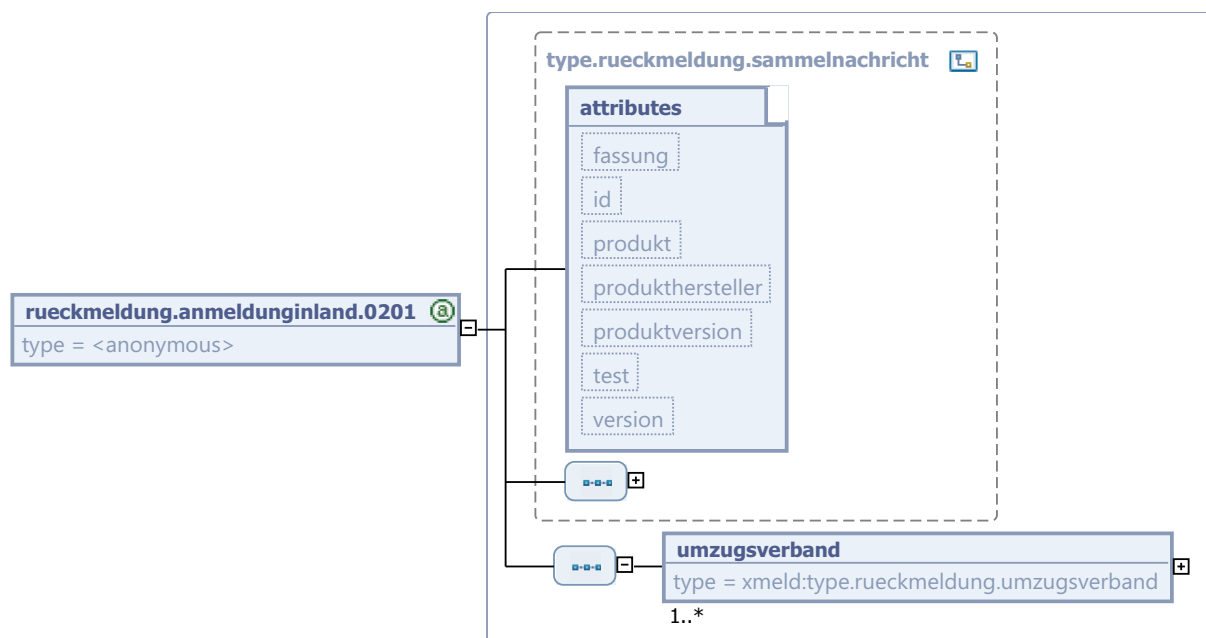 type.rueckmeldung.sammelnachricht
attributes
fassung
id
produkt
produkthersteller
produktversion
test
version
rueckmeldung.anmeldunginland.0201 @
type = <anonymous>
umzugsverband
type = xmeld:type.rueckmeldung.umzugsverband
1..*